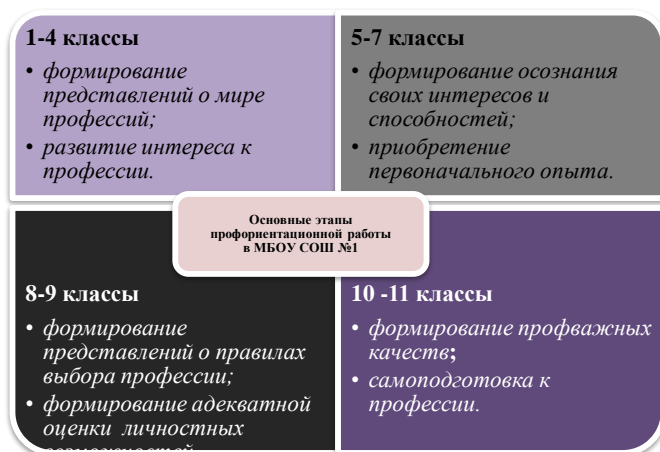 1-4 классы
• формирование
представлений о мире
профессий;
• развитие интереса к
профессии.
5-7 классы
• формирование осознания
своих интересов и
способностей;
• приобретение
первоначального опыта.
Основные этапы
профориентационной работы
в МБОУ СОШ №1
8-9 классы
• формирование
представлений о правилах
выбора профессии;
• формирование адекватной
оценки личностных
10 -11 классы
• формирование профважных
качеств;
• самоподготовка к
профессии.